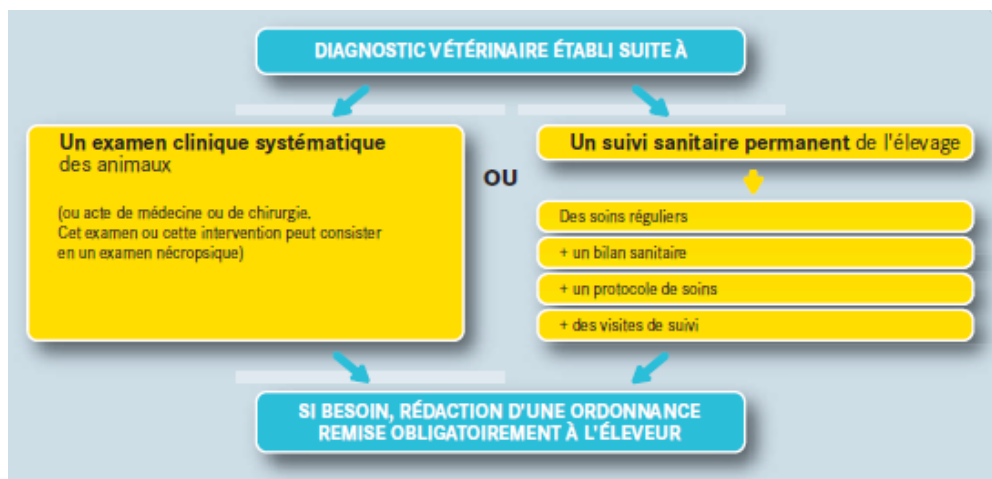 DIAGNOSTIC VÉTÉRINAIRE ÉTABLI SUITE À
Un examen clinique systématique
des animaux
(ou acte de médecine ou de chirurgie.
Cet examen ou cette intervention peut consister
en un examen nécropsique)
OU
Un suivi sanitaire permanent de l'élevage
Des soins réguliers
+ un bilan sanitaire
+ un protocole de soins
+ des visites de suivi
SI BESOIN, RÉDACTION D'UNE ORDONNANCE
REMISE OBLIGATOIREMENT À L'ÉLEVEUR